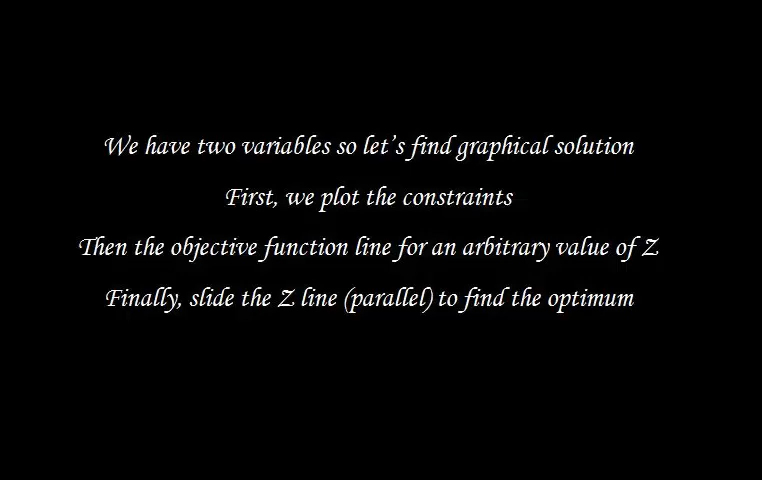 We have two variables so let's find graphical solution
First, we plot the constraints
Then the objective function line for an arbitrary value of Z
Finally, slide the Z line (parallel) to find the optimum